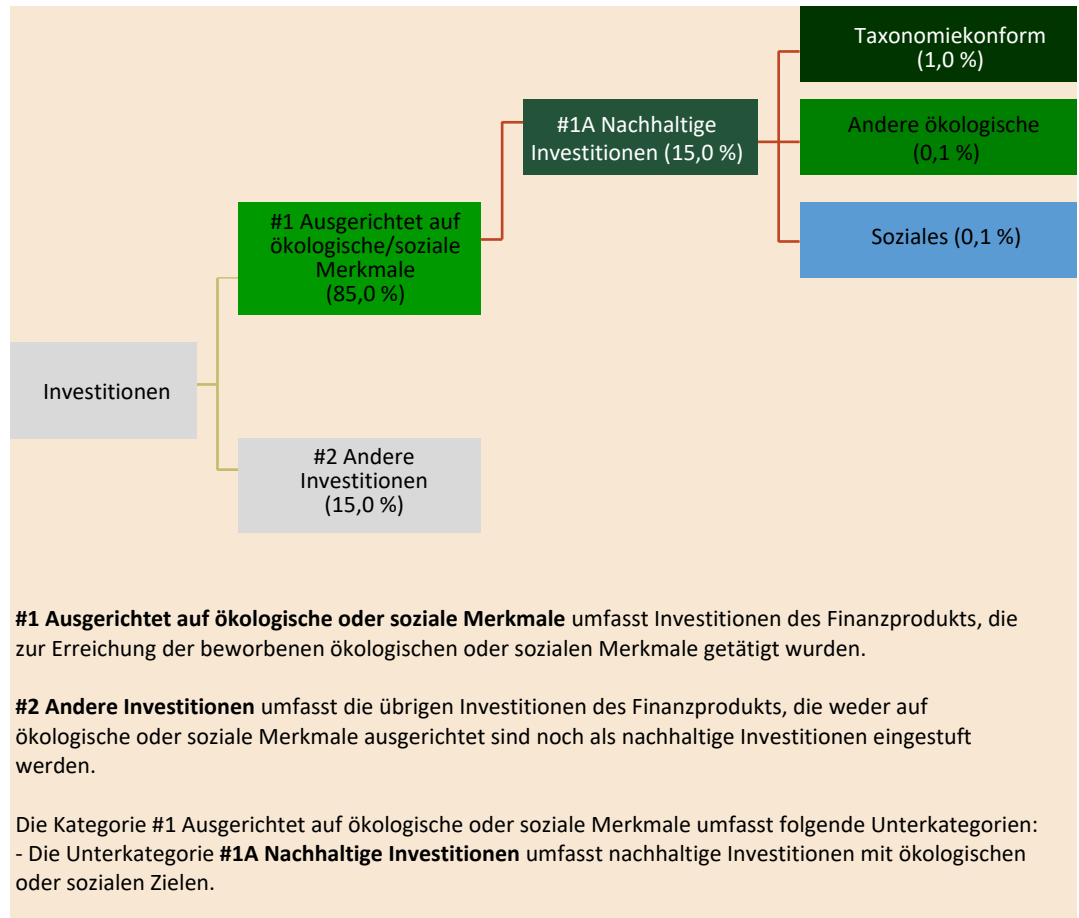 Taxonomiekonform
(1,0 %)
#1A Nachhaltige
Investitionen (15,0 %)
Andere ökologische
(0,1 %)
#1 Ausgerichtet auf
ökologische/soziale
Merkmale
(85,0 %)
Soziales (0,1 %)
Investitionen
#2 Andere
Investitionen
(15,0 %)
#1 Ausgerichtet auf ökologische oder soziale Merkmale umfasst Investitionen des Finanzprodukts, die
zur Erreichung der beworbenen ökologischen oder sozialen Merkmale getätigt wurden.
#2 Andere Investitionen umfasst die übrigen Investitionen des Finanzprodukts, die weder auf
ökologische oder soziale Merkmale ausgerichtet sind noch als nachhaltige Investitionen eingestuft
werden.
Die Kategorie #1 Ausgerichtet auf ökologische oder soziale Merkmale umfasst folgende Unterkategorien:
- Die Unterkategorie #1A Nachhaltige Investitionen umfasst nachhaltige Investitionen mit ökologischen
oder sozialen Zielen.